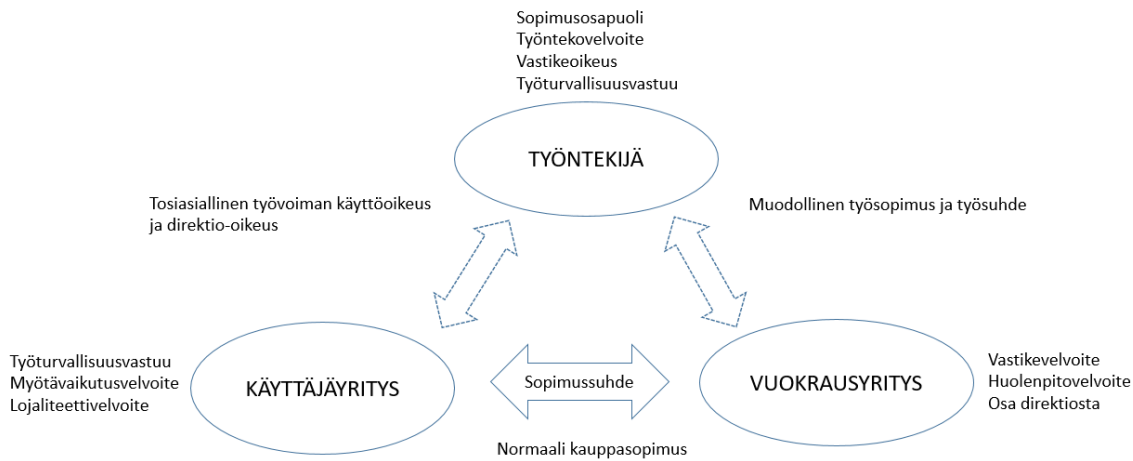 Sopimusosapuoli
Työntekovelvoite
Vastikeoikeus
Työturvallisuusvastuu
TYÖNTEKIJÄ
Tosiasiallinen työvoiman käyttöoikeus
ja direktio-oikeus
Muodollinen työsopimus ja työsuhde
Työturvallisuusvastuu
Myötävaikutusvelvoite
Lojaliteettivelvoite
KÄYTTÄJÄYRITYS
Sopimussuhde
VUOKRAUSYRITYS
Vastikevelvoite
Huolenpitovelvoite
Osa direktiosta
Normaali kauppasopimus